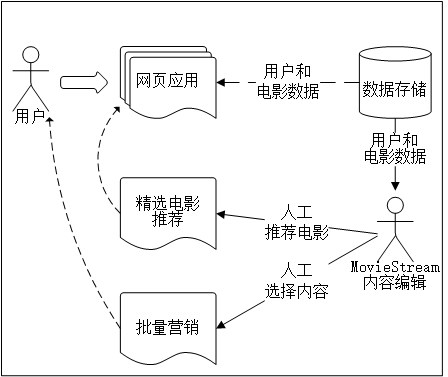 用户
网页应用
用户和
电影数据
数据存储
用户和
电影数据
精选电影
推荐
人工
推荐电影
MovieStream
内容编辑
人工
选择内容
批量营销